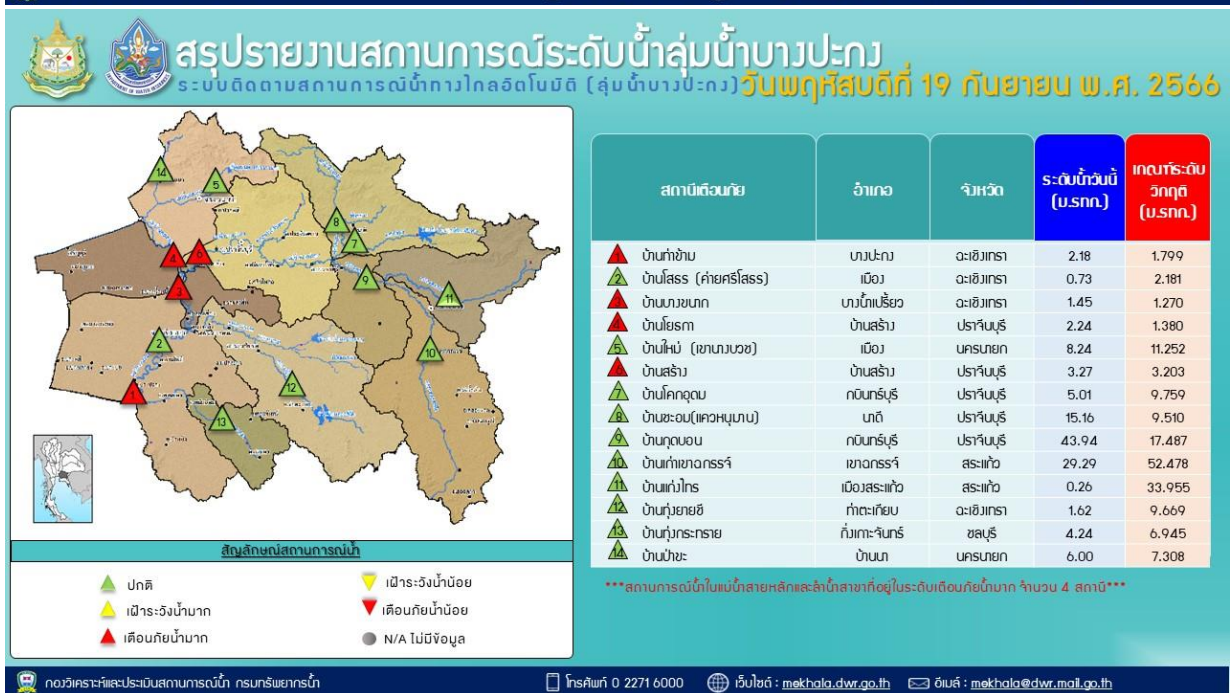 สรุปรายงานสถานการณ์ระดับน้ำลุ่มน้ำบางปะกง
ระบบติดตามสถานการณ์น้ำทางไกลอัตโนมัติ (ลุ่มน้ำบางปะกง)
วันพฤหัสบดีที่ 19 กันยายน พ.ศ. 2566
สถานีเตือนภัย อำเภอ จังหวัด ระดับน้ำวันนี้ (ม.รทก.) เกณฑ์ระดับวิกฤติ (ม.รทก.)
1 บ้านท่าข้าม บางปะกง ฉะเชิงเทรา 2.18 1.799
2 บ้านโสธร (ค่ายศรีโสธร) เมือง ฉะเชิงเทรา 0.73 2.181
3 บ้านบางขนาก บางน้ำเปรี้ยว ฉะเชิงเทรา 1.45 1.270
4 บ้านโยธกา บ้านสร้าง ปราจีนบุรี 2.24 1.380
5 บ้านใหม่ (เขานางบวช) เมือง นครนายก 8.24 11.252
6 บ้านสร้าง บ้านสร้าง ปราจีนบุรี 3.27 3.203
7 บ้านโคกอุดม กบินทร์บุรี ปราจีนบุรี 5.01 9.759
8 บ้านซะอม(แควหนุมาน) นาดี ปราจีนบุรี 15.16 9.510
9 บ้านกุดบอน กบินทร์บุรี ปราจีนบุรี 43.94 17.487
10 บ้านเก่าเขาฉกรรจ์ เขาฉกรรจ์ สระแก้ว 29.29 52.478
11 บ้านแก่งไทร เมืองสระแก้ว สระแก้ว 0.26 33.955
12 บ้านทุ่งยายชี ท่าตะเกียบ ฉะเชิงเทรา 1.62 9.669
13 บ้านทุ่งกระทราย กิ่งเกาะจันทร์ ชลบุรี 4.24 6.945
14 บ้านป่าขะ บ้านนา นครนายก 6.00 7.308
***สถานการณ์น้ำในแม่น้ำสายหลักและลำน้ำสาขาที่อยู่ในระดับเตือนภัยน้ำมาก จำนวน 4 สถานี***
สัญลักษณ์สถานการณ์น้ำ
ปกติ
เฝ้าระวังน้ำน้อย
เฝ้าระวังน้ำมาก
เตือนภัยน้ำน้อย
เตือนภัยน้ำมาก
N/A ไม่มีข้อมูล
กองวิเคราะห์และประเมินสถานการณ์น้ำ กรมทรัพยากรน้ำ
โทรศัพท์ 0 2271 6000
เว็บไซต์ : mekhala.dwr.go.th
อีเมล์ : mekhala@dwr.mail.go.th